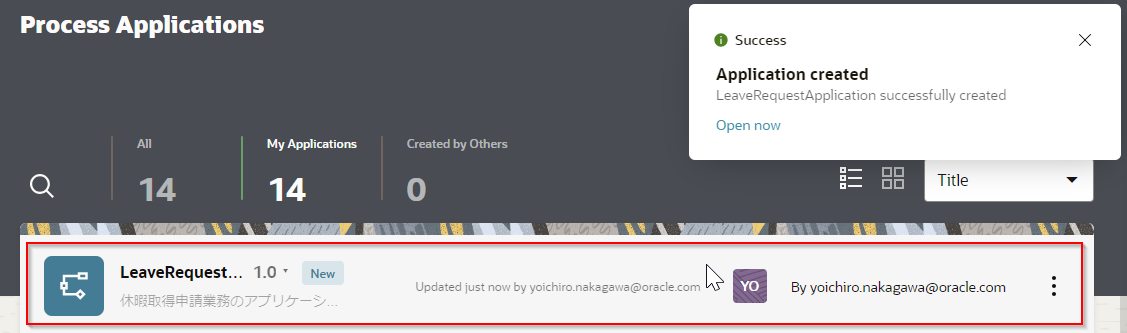 Process Applications
Success
Application created
LeaveRequestApplication successfully created
Open now
All
14
My Applications
14
Created by Others
0
Title
LeaveRequest... 1.0 New
休暇取得申請業務のアプリケーシ...
Updated just now by yoichiro.nakagawa@oracle.com
YO
By yoichiro.nakagawa@oracle.com